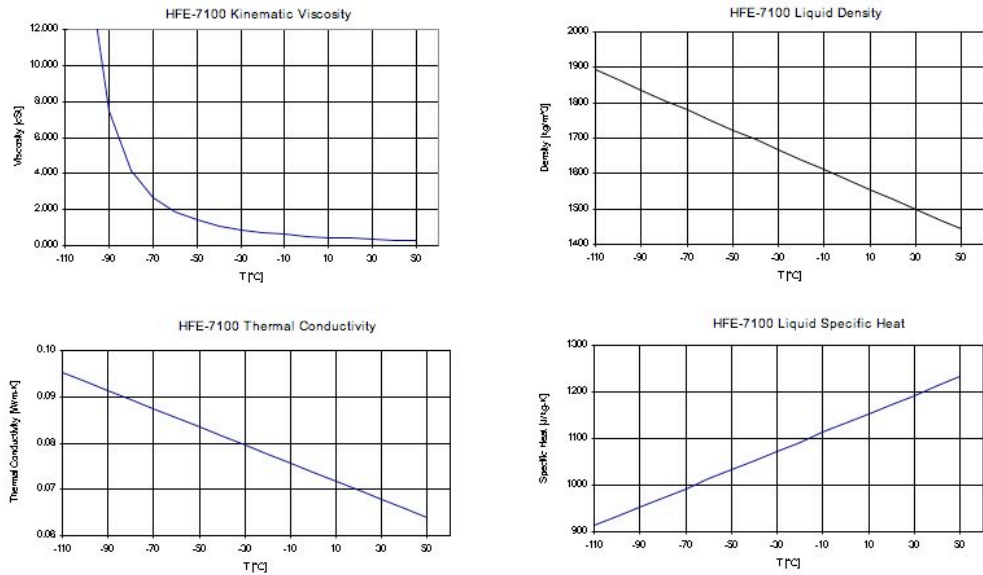 HFE-7100 Kinematic Viscosity
12.000
10.000
8.000
6.000
4.000
2.000
0.000
-110 -90 -70 -50 -30 -10 10 30 50
Viscosity [cSt]
T [°C]
HFE-7100 Liquid Density
2000
1900
1800
1700
1600
1500
1400
-110 -90 -70 -50 -30 -10 10 30 50
Density [kg/m^3]
T [°C]
HFE-7100 Thermal Conductivity
0.10
0.09
0.08
0.07
0.06
-110 -90 -70 -50 -30 -10 10 30 50
Thermal Conductivity [W/m-K]
T [°C]
HFE-7100 Liquid Specific Heat
1300
1200
1100
1000
900
-110 -90 -70 -50 -30 -10 10 30 50
Specific Heat [J/kg-K]
T [°C]